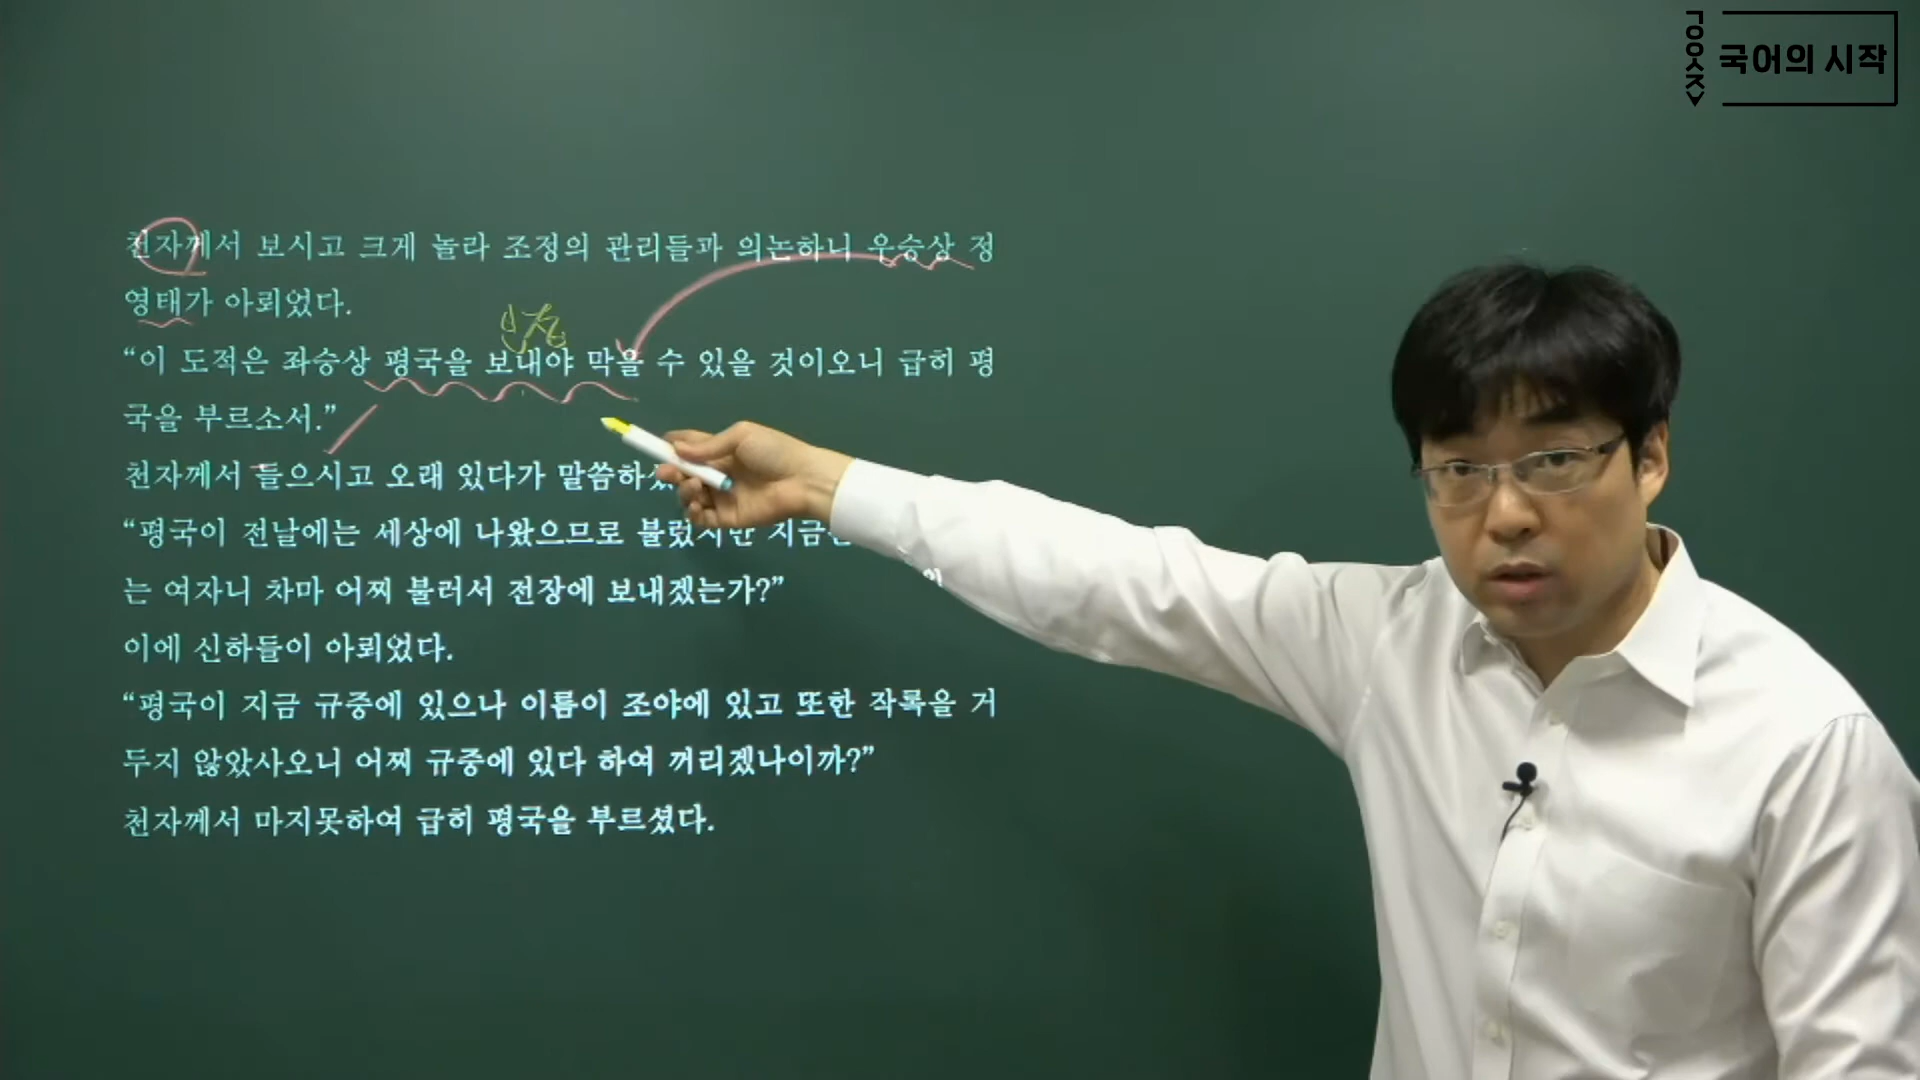 국어의 시작
천자께서 보시고 크게 놀라 조정의 관리들과 의논하니 우승상 정
영태가 아뢰었다.
“이 도적은 좌승상 평국을 보내야 막을 수 있을 것이오니 급히 평
국을 부르소서.”
천자께서 들으시고 오래 있다가 말씀하
“평국이 전날에는 세상에 나왔으므로 불렀지만
는 여자니 차마 어찌 불러서 전장에 보내겠는가?”
이에 신하들이 아뢰었다.
“평국이 지금 규중에 있으나 이름이 조야에 있고 또한 작록을 거
두지 않았사오니 어찌 규중에 있다 하여 꺼리겠나이까?”
천자께서 마지못하여 급히 평국을 부르셨다.